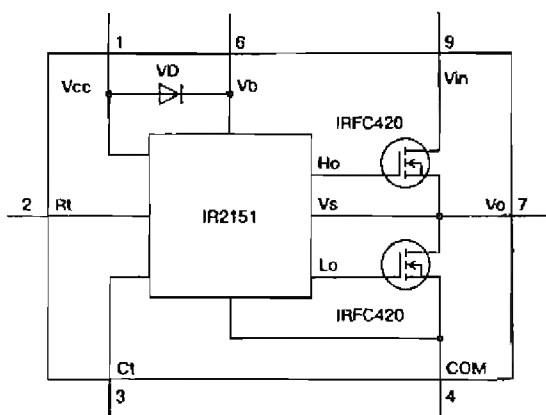 1 6 9
Vcc VD Vb Vin
IRFC420
Ho
2 Rt IR2151 Vs Vo 7
Lo
IRFC420
Ct COM
3 4